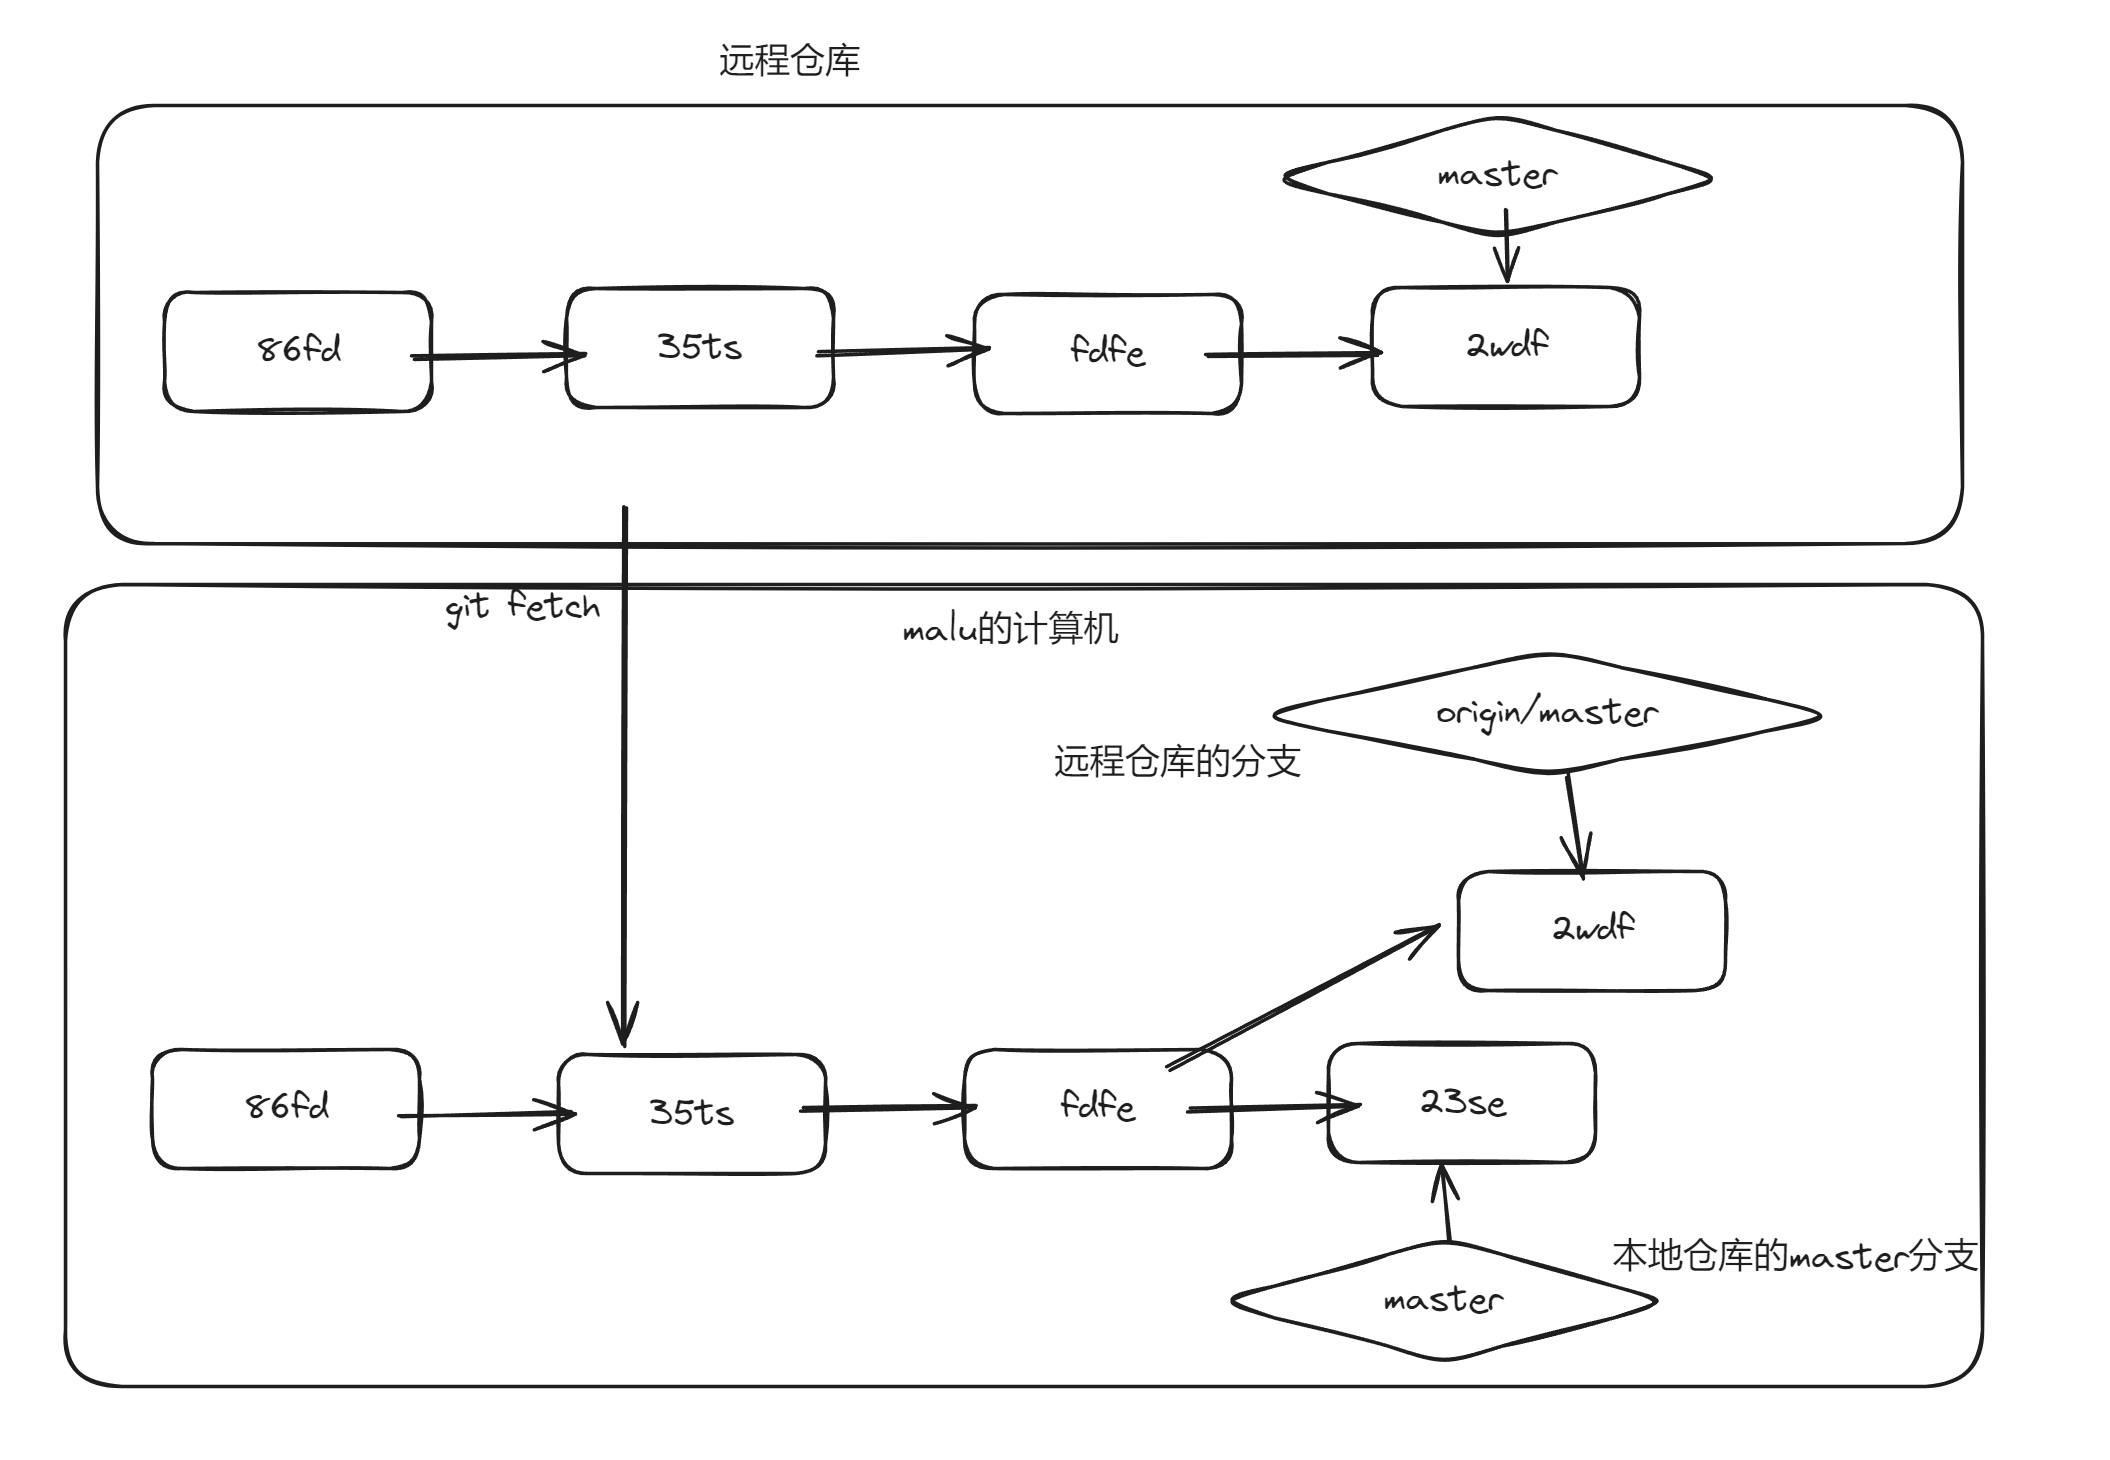 远程仓库
master
86fd
35ts
fdfe
2wdf
git fetch
malu的计算机
origin/master
远程仓库的分支
2wdf
86fd
35ts
fdfe
23se
本地仓库的master分支
master